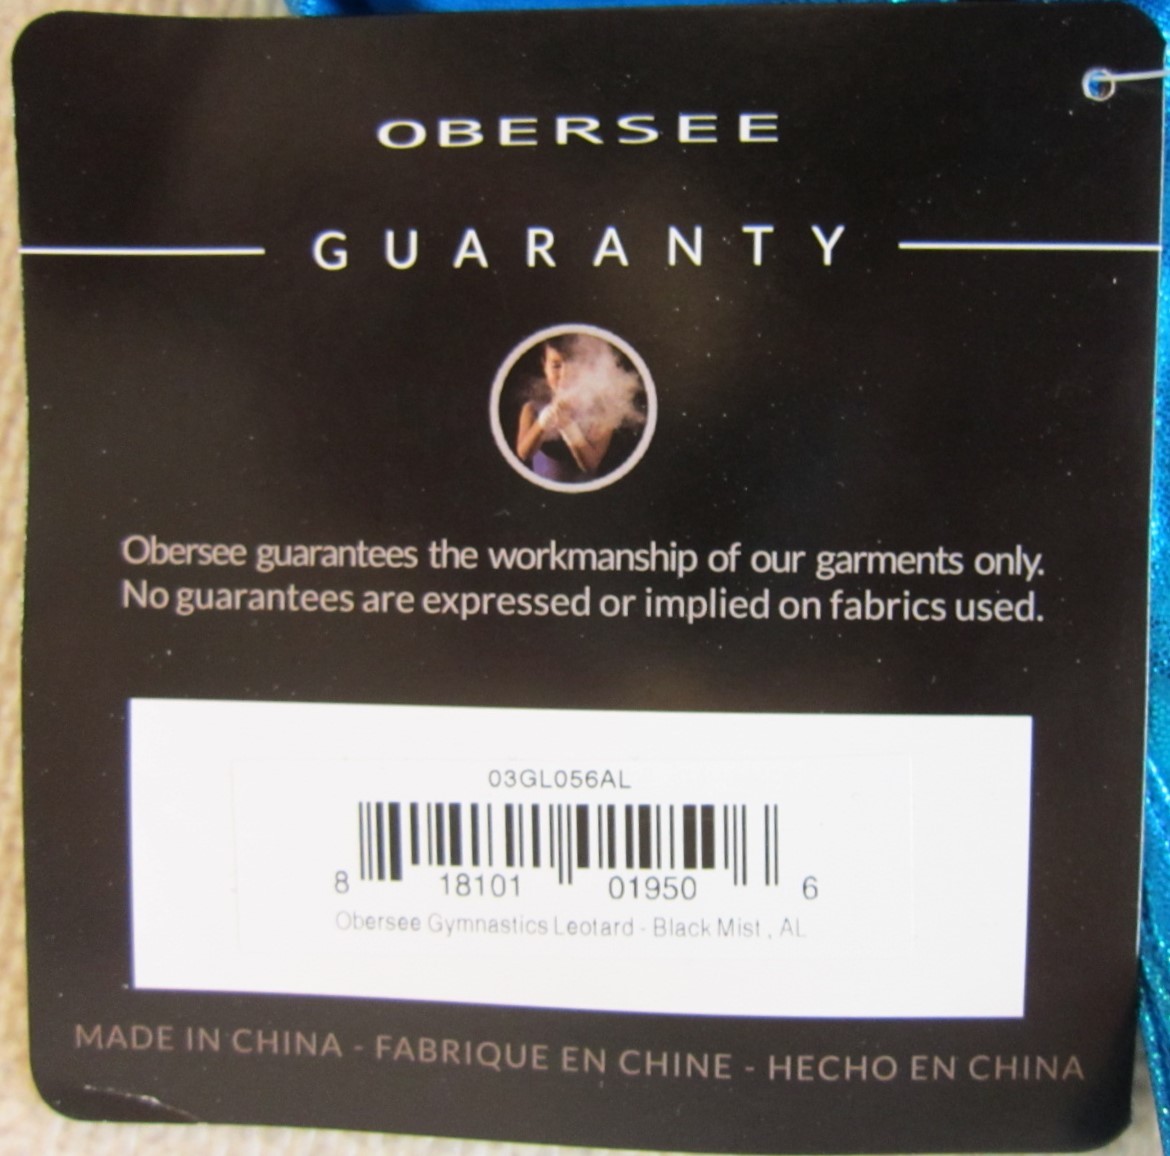 OBERSEE
GUARANTY
Obersee guarantees the workmanship of our garments only.
No guarantees are expressed or implied on fabrics used.
03GL056AL
8 18101 01950 6
Obersee Gymnastics Leotard - Black Mist , AL
MADE IN CHINA - FABRIQUE EN CHINE - HECHO EN CHINA